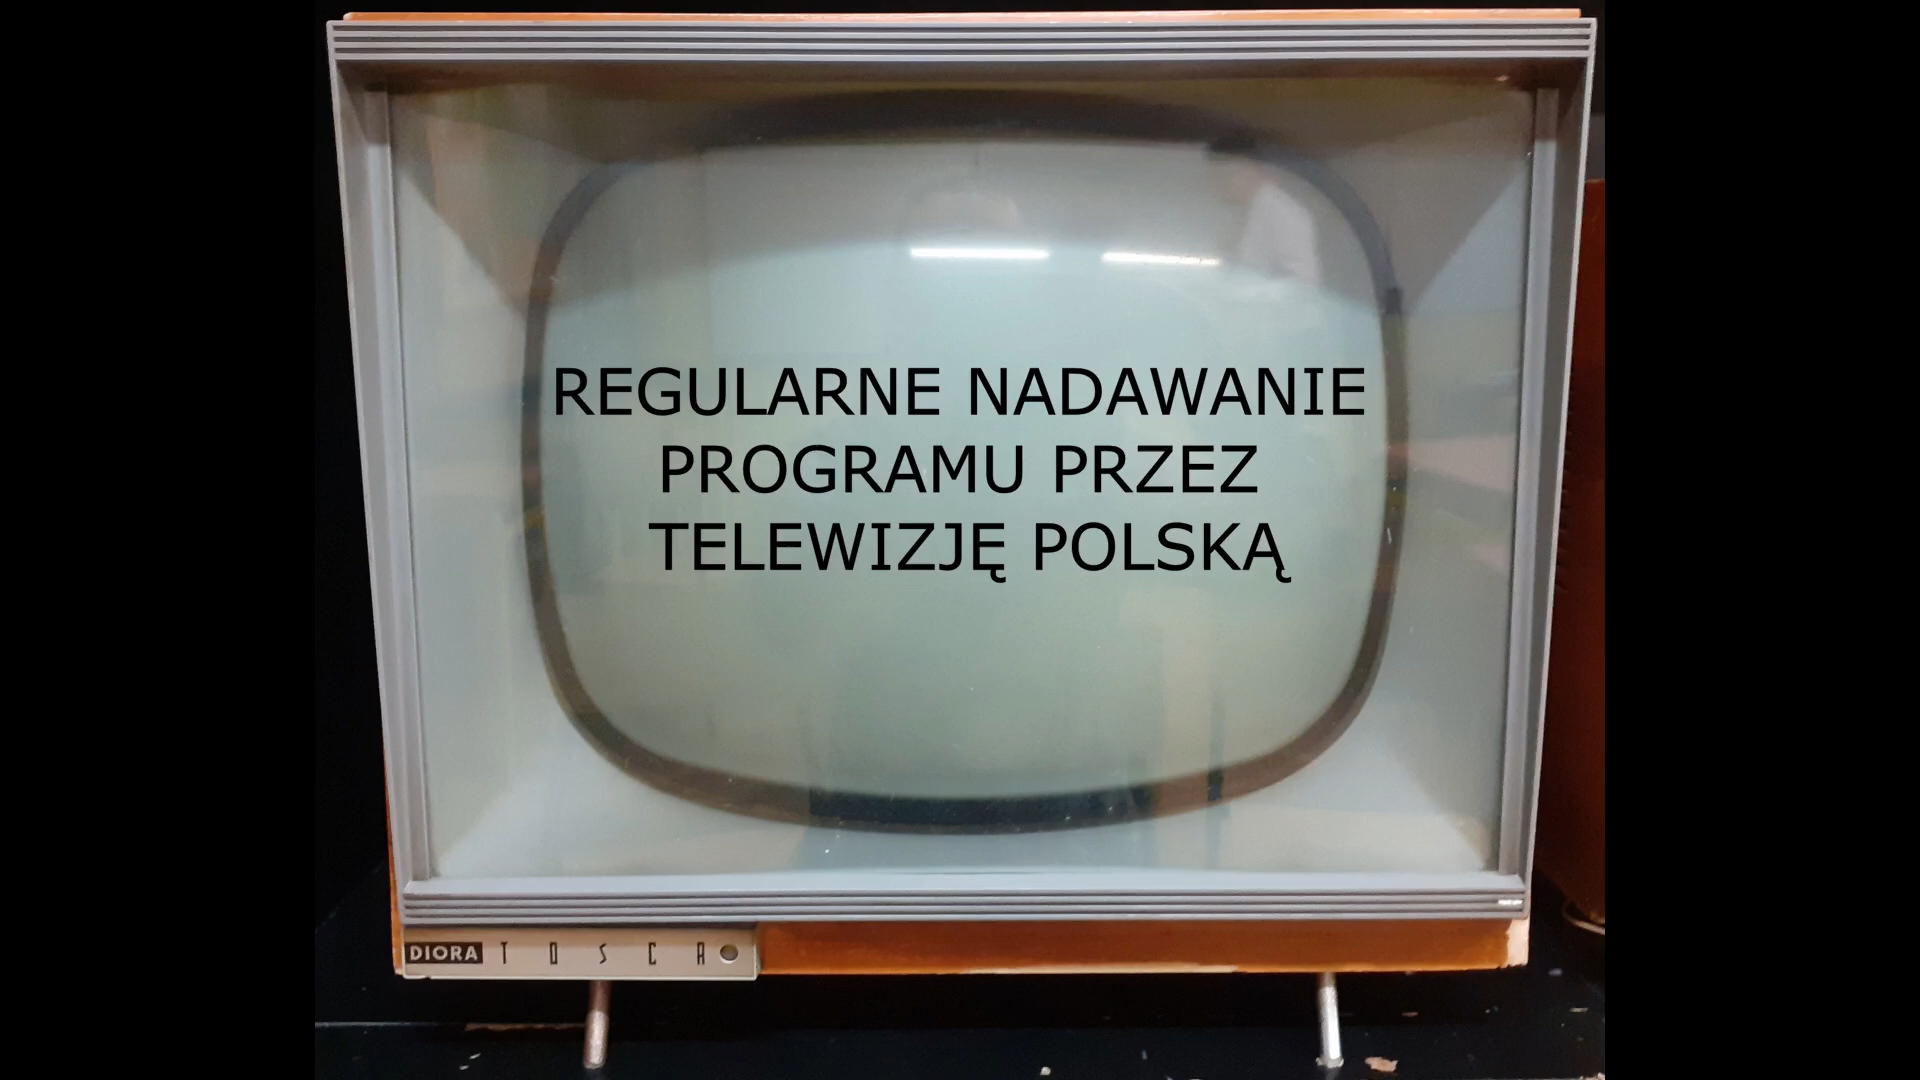 REGULARNE NADAWANIE
PROGRAMU PRZEZ
TELEWIZJĘ POLSKĄ
DIORA TOSCA